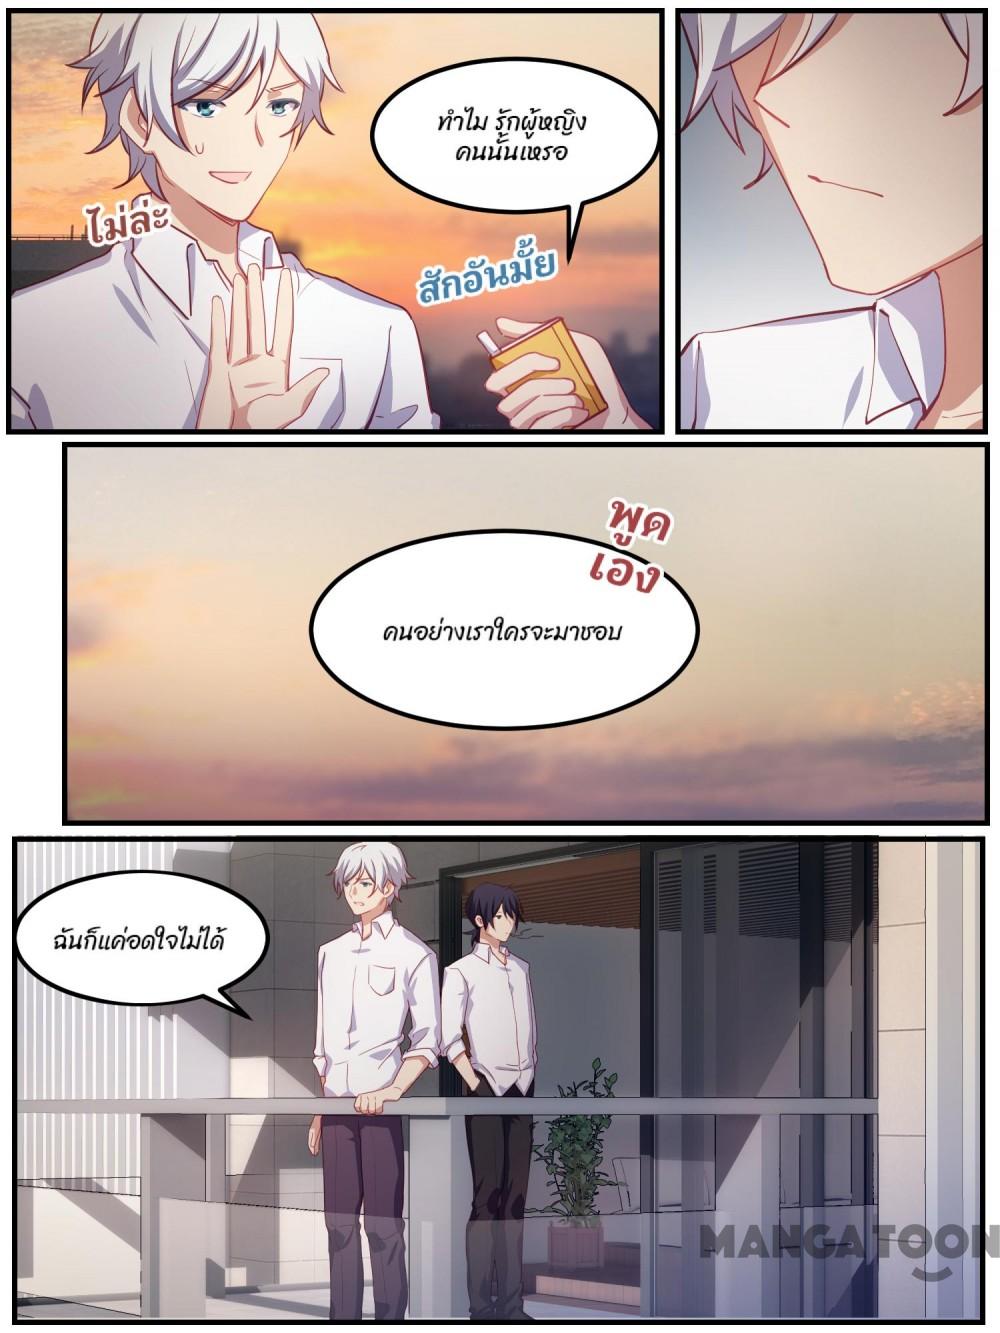 ทำไม รักผู้หญิง
คนนั้นเหรอ
ไม่ล่ะ
สักอันมั้ย
พูด
เอง
คนอย่างเราใครจะมาชอบ
ฉันก็แค่อดใจไม่ได้
MANGATOON